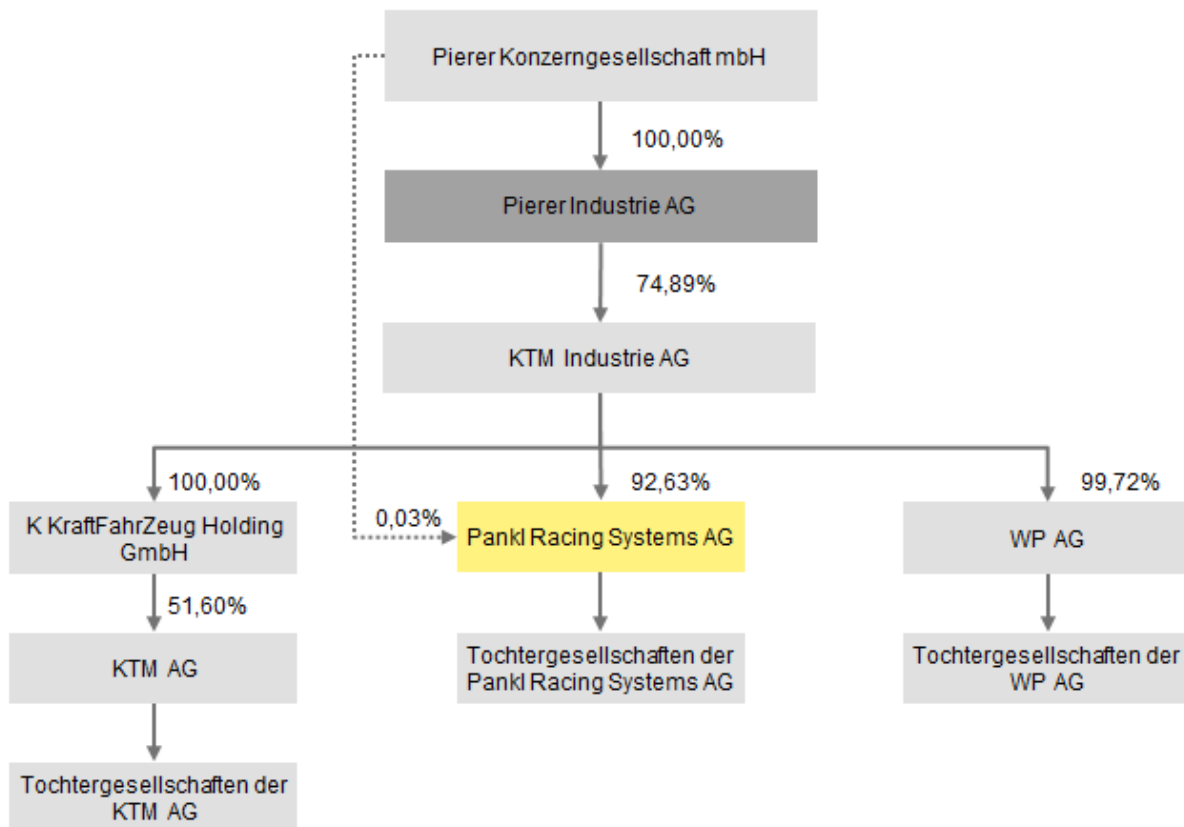 Pierer Konzerngesellschaft mbH
100,00%
Pierer Industrie AG
74,89%
KTM Industrie AG
100,00%
92,63%
99,72%
K KraftFahrZeug Holding
GmbH
0,03%
Pankl Racing Systems AG
WP AG
51,60%
KTM AG
Tochtergesellschaften der
Pankl Racing Systems AG
Tochtergesellschaften der
WP AG
Tochtergesellschaften der
KTM AG